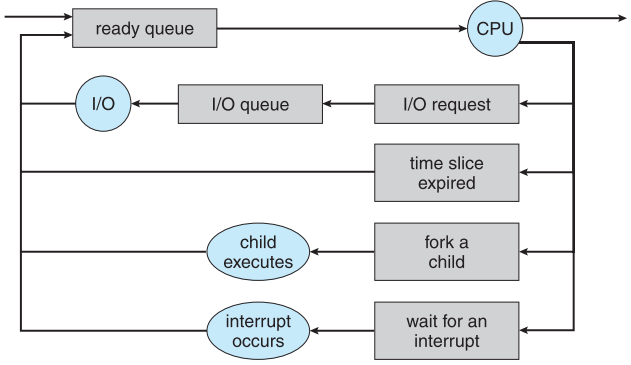 ready queue
CPU
I/O
I/O queue
I/O request
time slice
expired
child
executes
fork a
child
interrupt
occurs
wait for an
interrupt